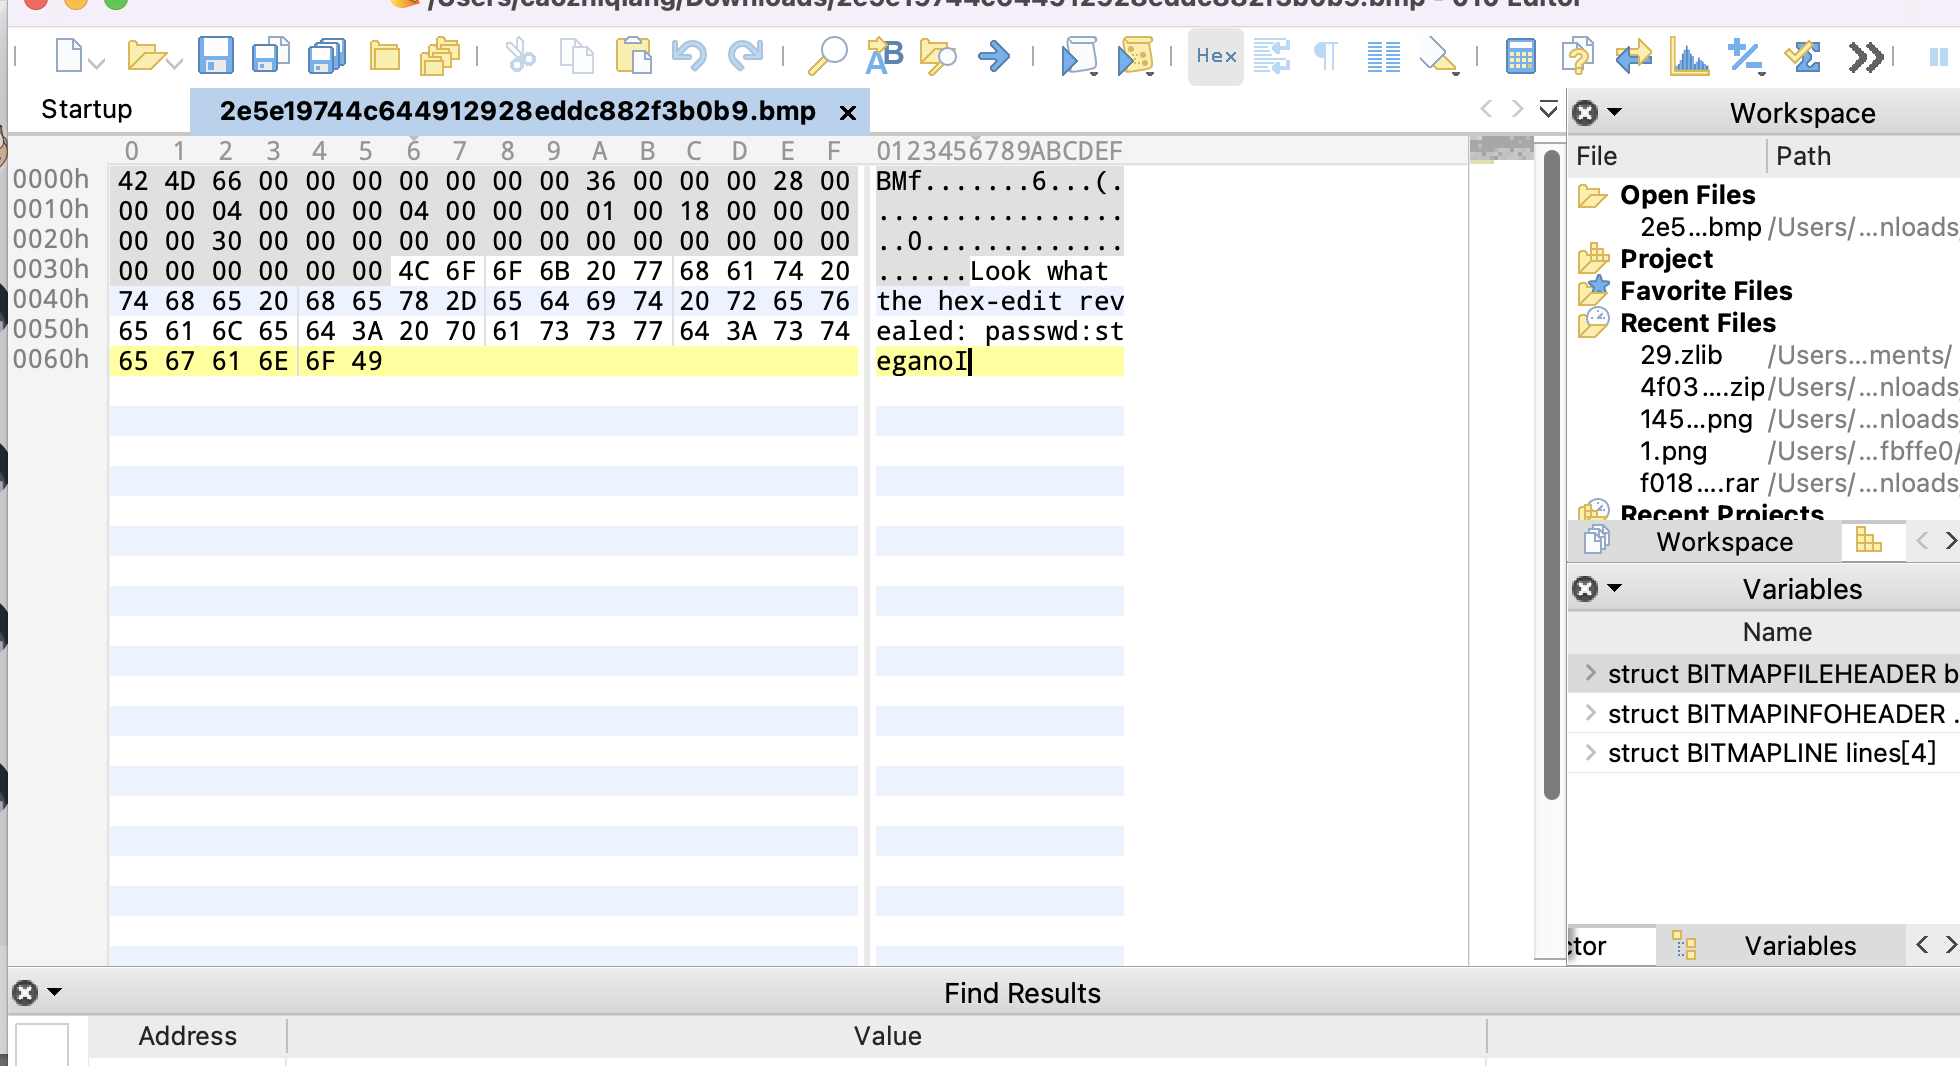 /Users/caozhiqiang/Downloads/2e5e19744c644912928eddc882f3b0b9.bmp - 010 Editor
Hex
Startup
2e5e19744c644912928eddc882f3b0b9.bmp
0 1 2 3 4 5 6 7 8 9 A B C D E F 0123456789ABCDEF
0000h 42 4D 66 00 00 00 00 00 00 00 36 00 00 00 28 00 BMf.......6...(.
0010h 00 00 04 00 00 00 04 00 00 00 01 00 18 00 00 00 ................
0020h 00 00 30 00 00 00 00 00 00 00 00 00 00 00 00 00 ..0.............
0030h 00 00 00 00 00 00 4C 6F 6F 6B 20 77 68 61 74 20 ......Look what
0040h 74 68 65 20 68 65 78 2D 65 64 69 74 20 72 65 76 the hex-edit rev
0050h 65 61 6C 65 64 3A 20 70 61 73 73 77 64 3A 73 74 ealed: passwd:st
0060h 65 67 61 6E 6F 49 eganoI
Workspace
File Path
Open Files
2e5...bmp /Users/ ...nloads
Project
Favorite Files
Recent Files
29.zlib /Users...ments/
4f03....zip /Users/ ...nloads
145...png /Users/ ...nloads
1.png /Users/ ...fbffe0/
f018....rar /Users/ ...nloads
Recent Projects
Workspace
Variables
Name
struct BITMAPFILEHEADER b
struct BITMAPINFOHEADER .
struct BITMAPLINE lines[4]
ctor
Variables
Find Results
Address Value